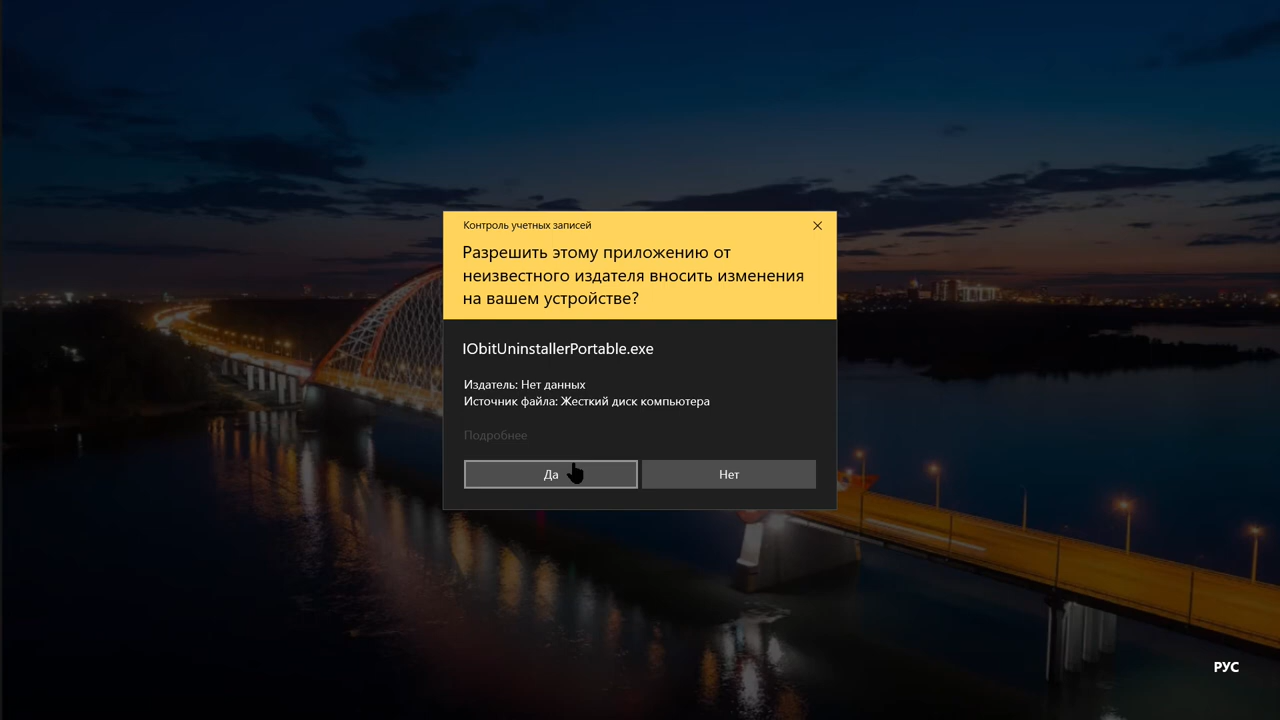 Контроль учетных записей
Разрешить этому приложению от
неизвестного издателя вносить изменения
на вашем устройстве?
IObitUninstallerPortable.exe
Издатель: Нет данных
Источник файла: Жесткий диск компьютера
Подробнее
Да
Нет
РУС